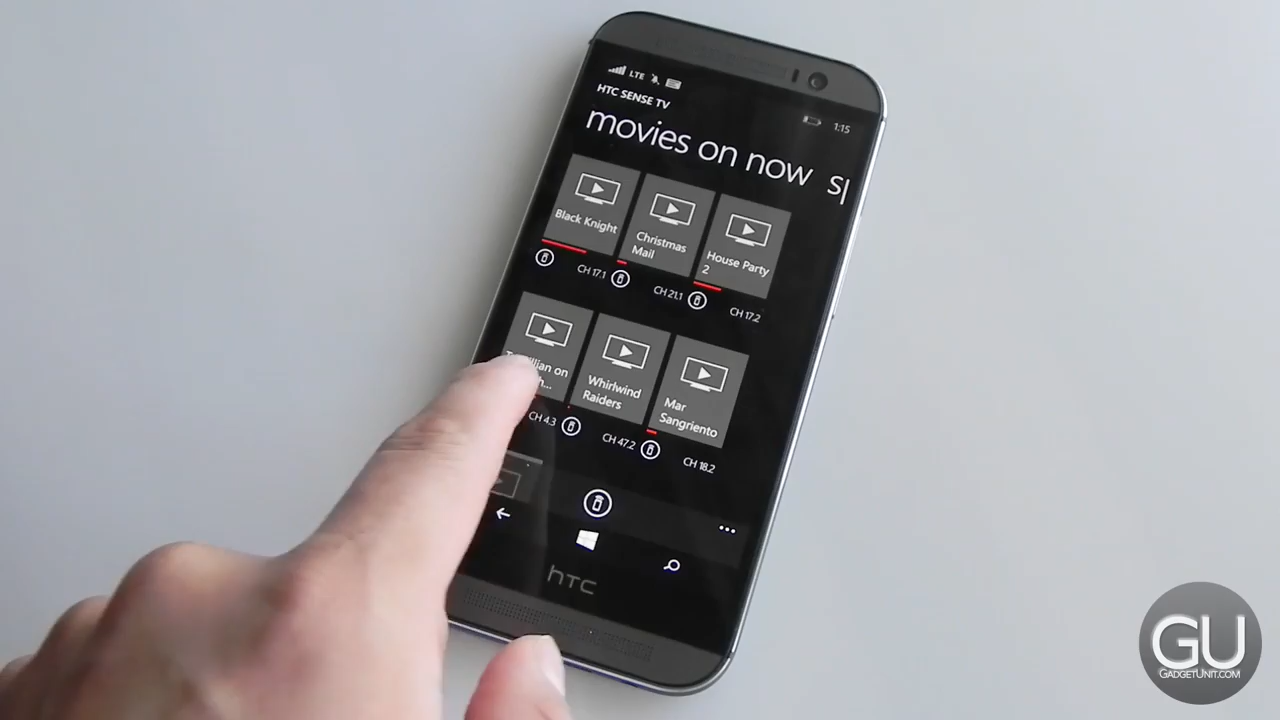 LTE
1:15
HTC SENSE TV
movies on now
Black Knight
Christmas
Mail
House Party
2
CH 17.1
CH 21.1
CH 17.2
on
Whirlwind
Raiders
Mar
Sangriento
CH 4.3
CH 47.2
CH 18.2
hTC
GU
GADGETUNIT.COM